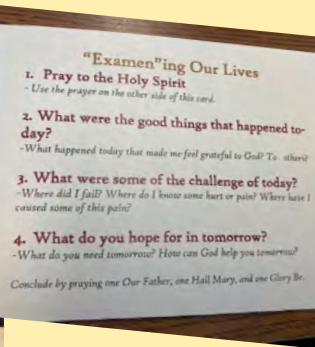 "Examen"ing Our Lives
1. Pray to the Holy Spirit
- Use the prayer on the other side of this card.
2. What were the good things that happened to-
day?
-What happened today that made me feel grateful to God? To others?
3. What were some of the challenge of today?
-Where did I fail? Where do I know some hurt or pain? Where have I
caused some of this pain?
4. What do you hope for in tomorrow?
-What do you need tomorrow? How can God help you tomorrow?
Conclude by praying one Our Father, one Hail Mary, and one Glory Be.